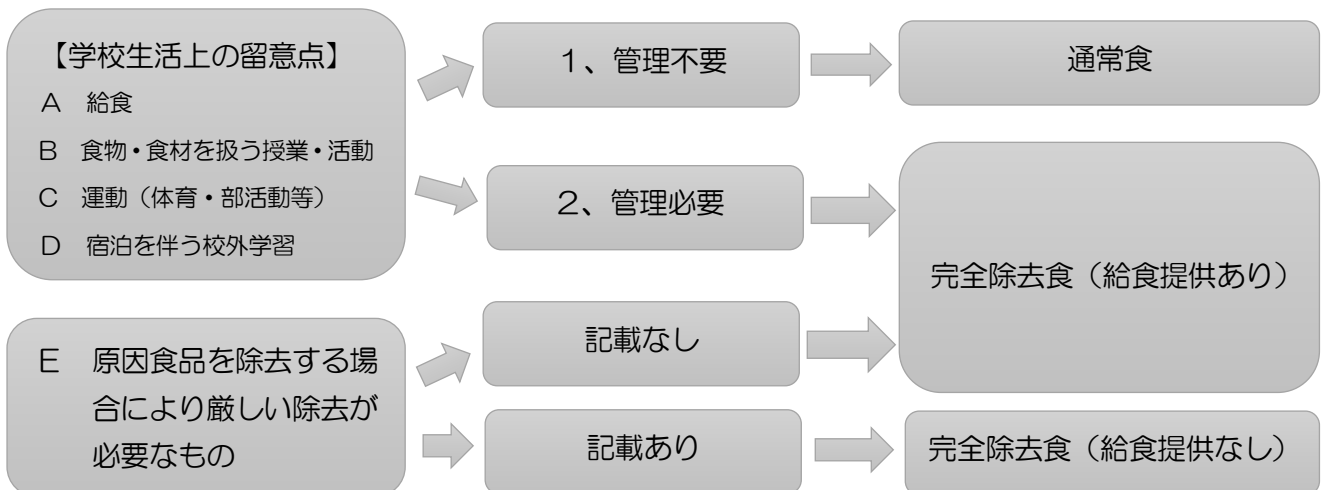 【学校生活上の留意点】
A 給食
B 食物・食材を扱う授業・活動
C 運動（体育・部活動等）
D 宿泊を伴う校外学習
1、管理不要
通常食
2、管理必要
完全除去食（給食提供あり）
E 原因食品を除去する場
合により厳しい除去が
必要なもの
記載なし
記載あり
完全除去食（給食提供なし）